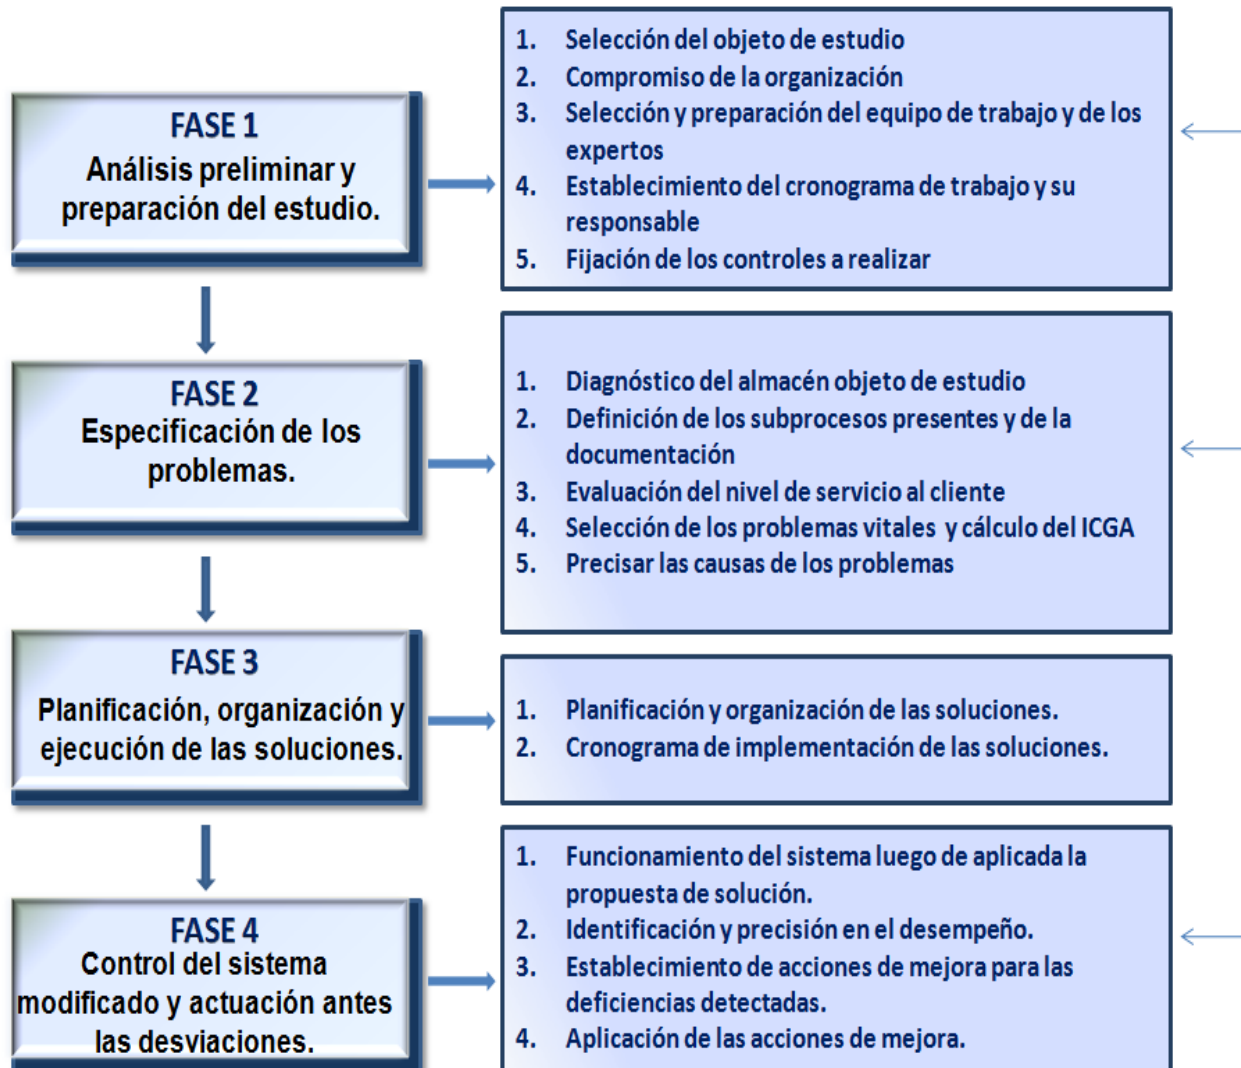 FASE 1
Análisis preliminar y
preparación del estudio.
1. Selección del objeto de estudio
2. Compromiso de la organización
3. Selección y preparación del equipo de trabajo y de los
expertos
4. Establecimiento del cronograma de trabajo y su
responsable
5. Fijación de los controles a realizar
FASE 2
Especificación de los
problemas.
1. Diagnóstico del almacén objeto de estudio
2. Definición de los subprocesos presentes y de la
documentación
3. Evaluación del nivel de servicio al cliente
4. Selección de los problemas vitales y cálculo del ICGA
5. Precisar las causas de los problemas
FASE 3
Planificación, organización y
ejecución de las soluciones.
1. Planificación y organización de las soluciones.
2. Cronograma de implementación de las soluciones.
FASE 4
Control del sistema
modificado y actuación antes
las desviaciones.
1. Funcionamiento del sistema luego de aplicada la
propuesta de solución.
2. Identificación y precisión en el desempeño.
3. Establecimiento de acciones de mejora para las
deficiencias detectadas.
4. Aplicación de las acciones de mejora.